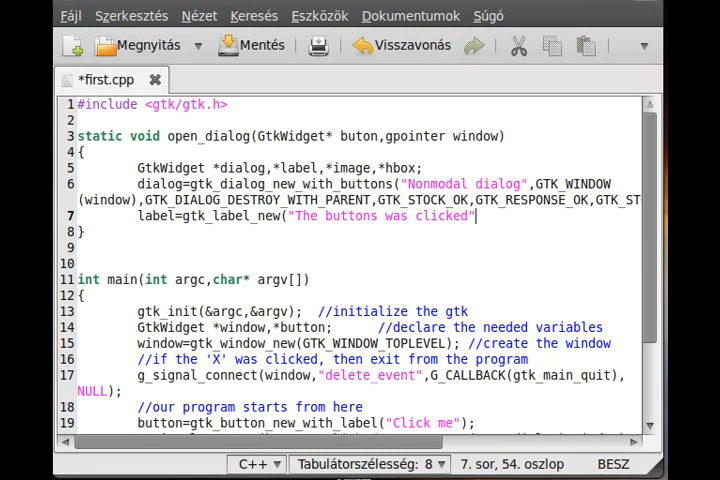 Fájl Szerkesztés Nézet Keresés Eszközök Dokumentumok Súgó
Megnyitás Mentés Visszavonás
*first.cpp
1 #include <gtk/gtk.h>
2
3 static void open_dialog(GtkWidget* buton,gpointer window)
4 {
5 GtkWidget *dialog,*label,*image,*hbox;
6 dialog=gtk_dialog_new_with_buttons("Nonmodal dialog",GTK_WINDOW
(window),GTK_DIALOG_DESTROY_WITH_PARENT,GTK_STOCK_OK,GTK_RESPONSE_OK,GTK_ST
7 label=gtk_label_new("The buttons was clicked"
8 }
9
10
11 int main(int argc,char* argv[])
12 {
13 gtk_init(&argc,&argv); //initialize the gtk
14 GtkWidget *window,*button; //declare the needed variables
15 window=gtk_window_new(GTK_WINDOW_TOPLEVEL); //create the window
16 //if the 'X' was clicked, then exit from the program
17 g_signal_connect(window,"delete_event",G_CALLBACK(gtk_main_quit),
NULL);
18 //our program starts from here
19 button=gtk_button_new_with_label("Click me");
C++ Tabulátorszélesség: 8 7. sor, 54. oszlop BESZ